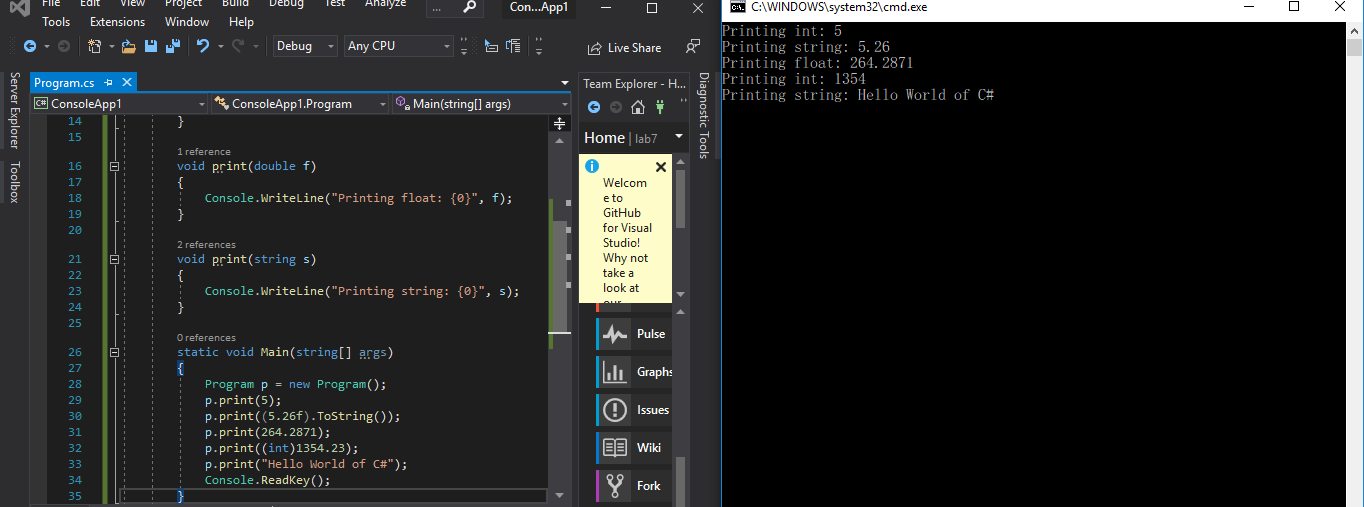 File Edit View Project Build Debug Test Analyze ... Con...App1
Tools Extensions Window Help
Debug Any CPU Live Share
Server Explorer
Toolbox
Program.cs
C# ConsoleApp1 ConsoleApp1.Program Main(string[] args)
14 }
15
1 reference
16 void print(double f)
17 {
18 Console.WriteLine("Printing float: {0}", f);
19 }
20
2 references
21 void print(string s)
22 {
23 Console.WriteLine("Printing string: {0}", s);
24 }
25
0 references
26 static void Main(string[] args)
27 {
28 Program p = new Program();
29 p.print(5);
30 p.print((5.26f).ToString());
31 p.print(264.2871);
32 p.print((int)1354.23);
33 p.print("Hello World of C#");
34 Console.ReadKey();
35 }
Team Explorer - H...
Home | lab7
Welcom
e to
GitHub
for Visual
Studio!
Why not
take a
look at
our
Pulse
Graphs
Issues
Wiki
Fork
Diagnostic Tools
C:\WINDOWS\system32\cmd.exe
Printing int: 5
Printing string: 5.26
Printing float: 264.2871
Printing int: 1354
Printing string: Hello World of C#